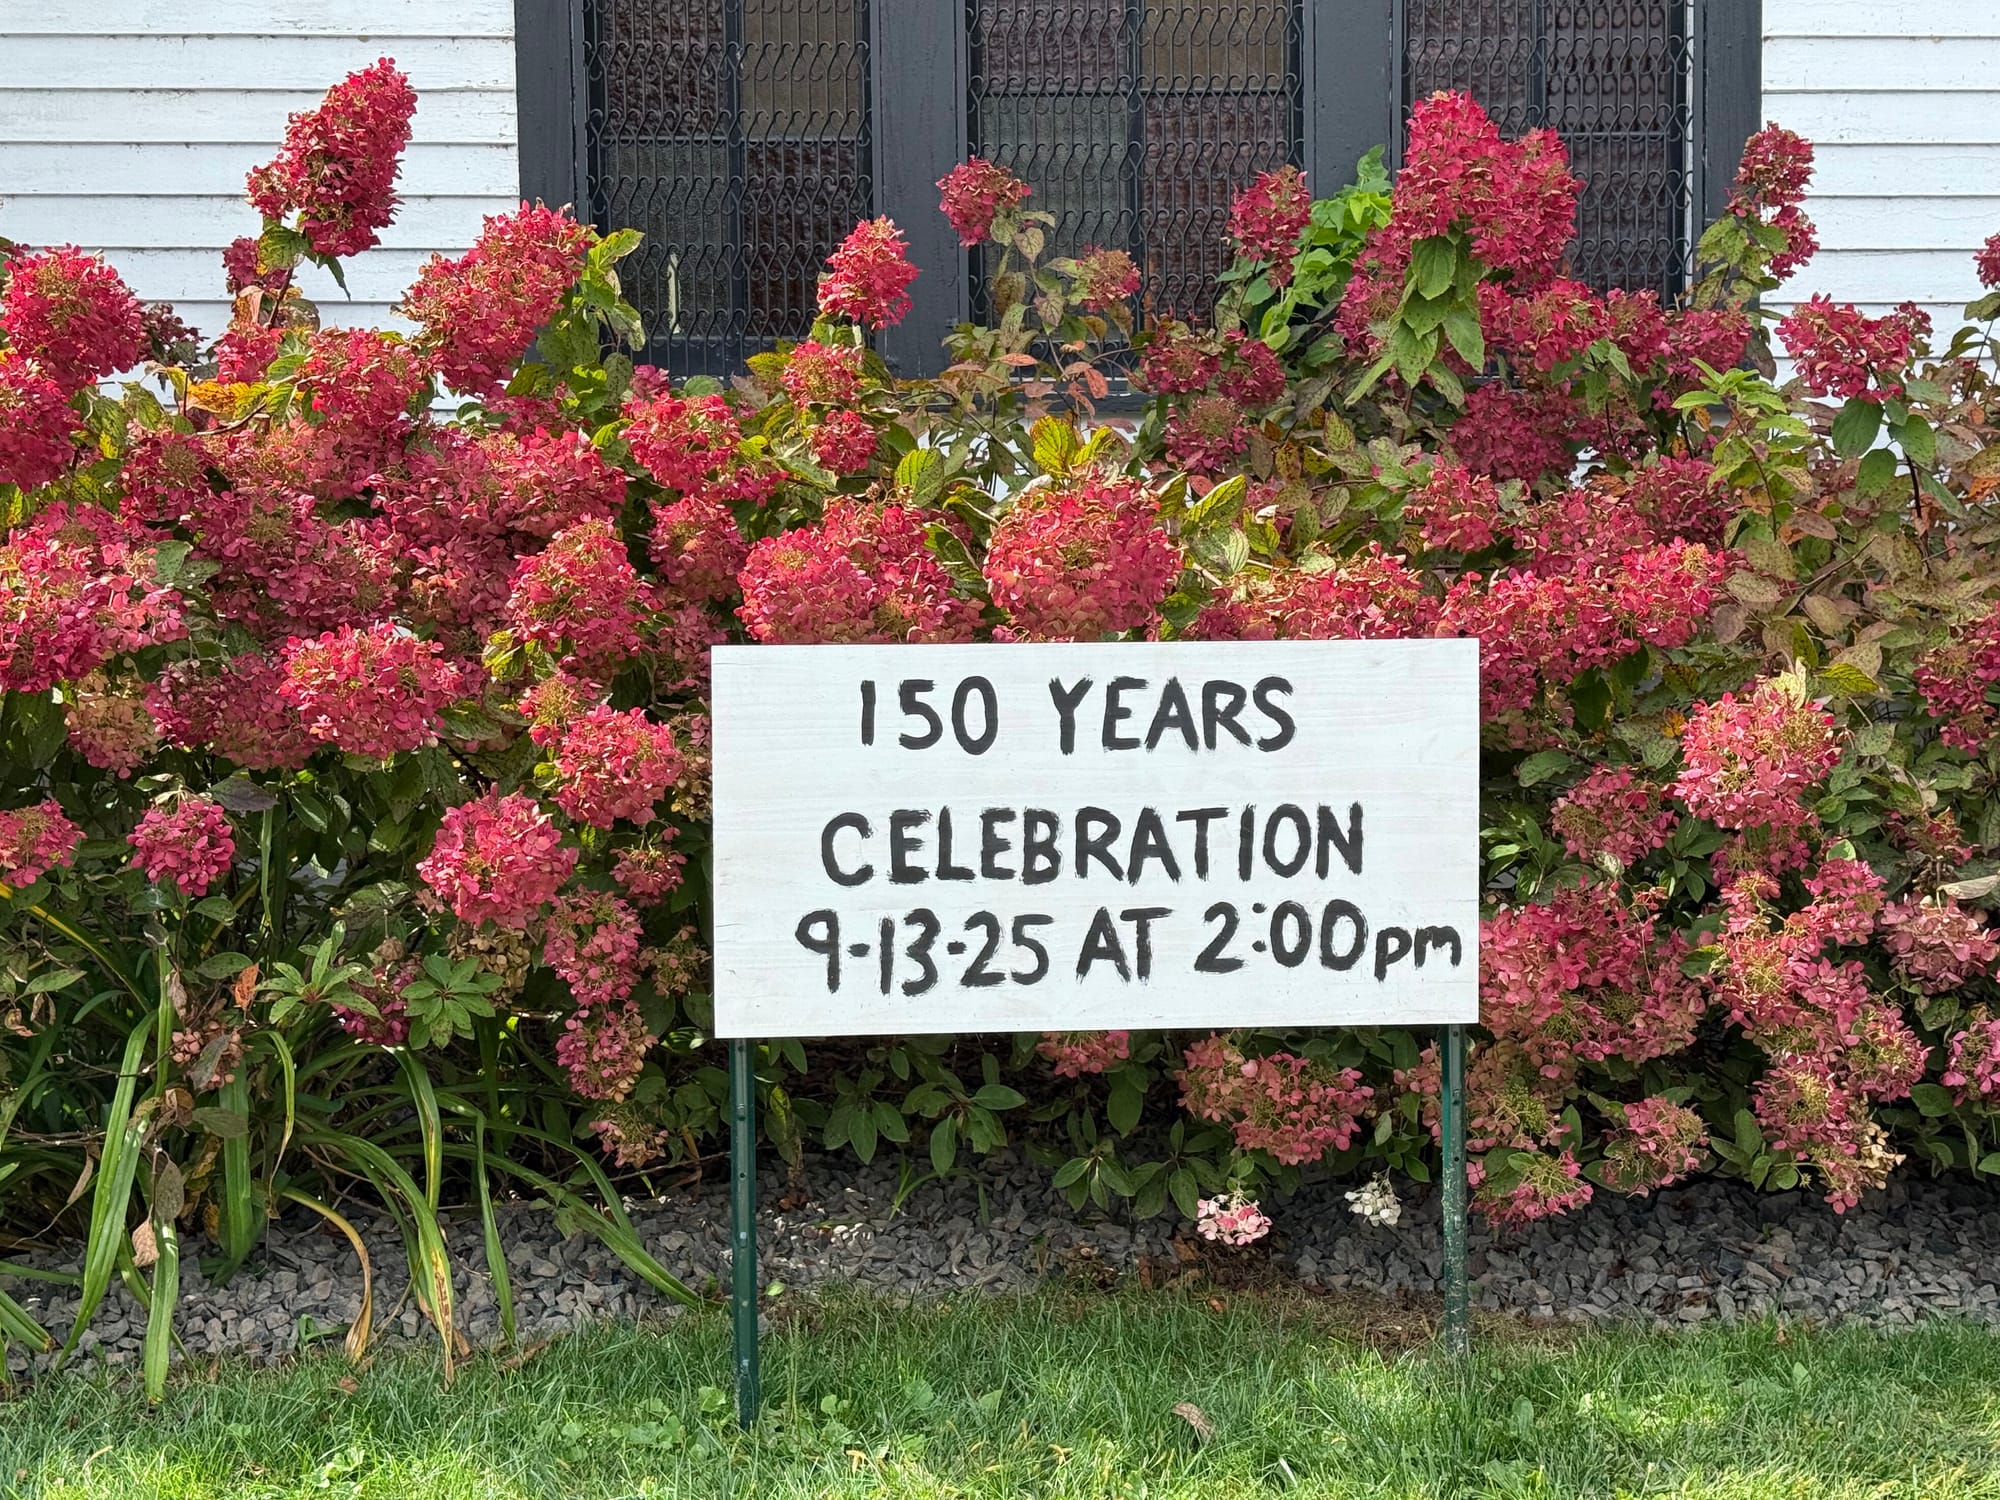 150 YEARS
CELEBRATION
9-13-25 AT 2:00pm